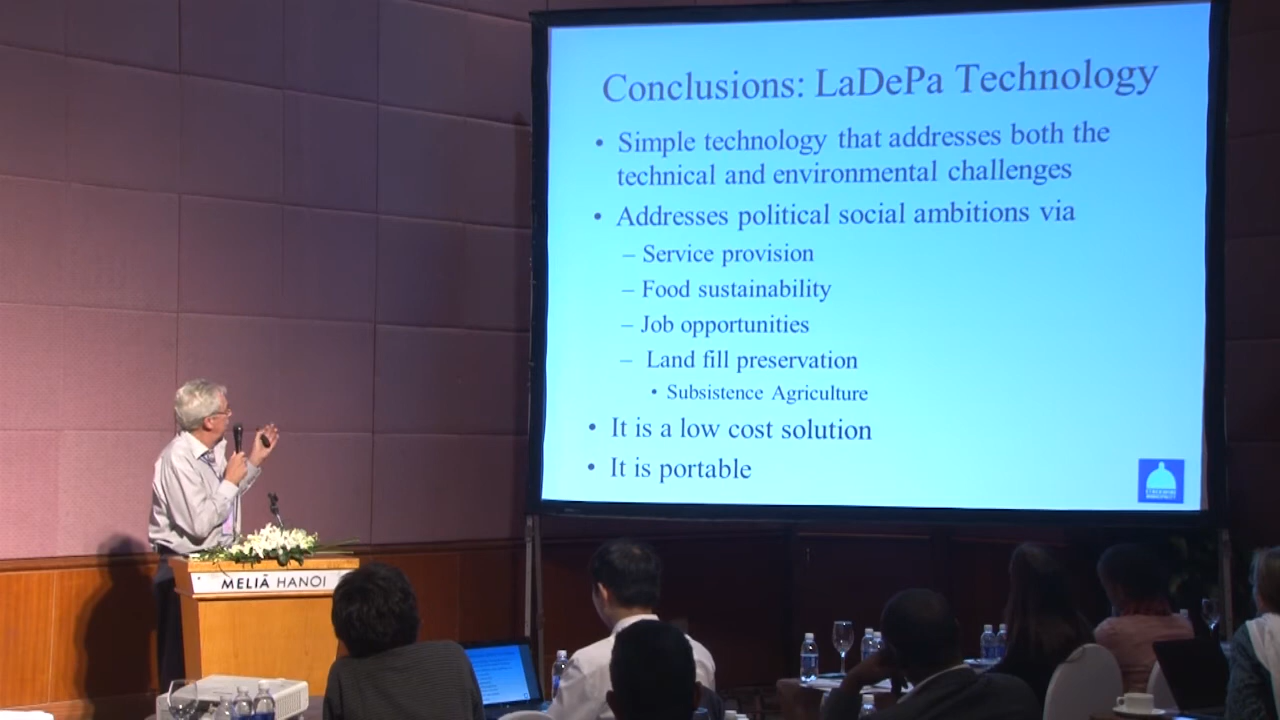 Conclusions: LaDePa Technology
• Simple technology that addresses both the
technical and environmental challenges
• Addresses political social ambitions via
– Service provision
– Food sustainability
– Job opportunities
– Land fill preservation
• Subsistence Agriculture
• It is a low cost solution
• It is portable
MELIÃ HANOI